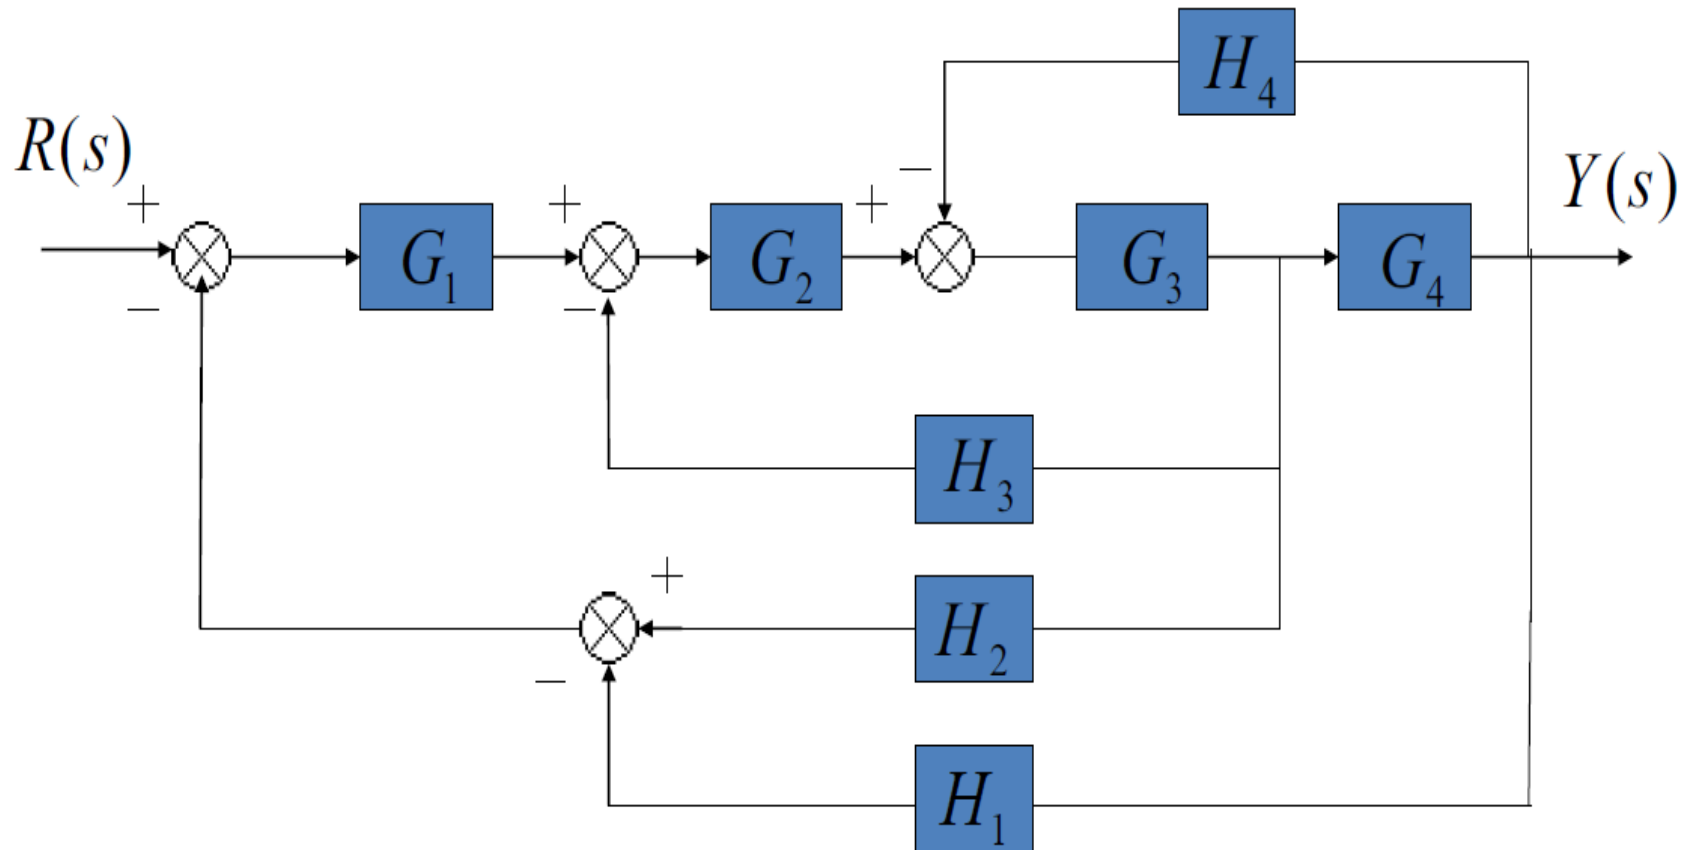 H₄
R(s)
+
−
+
+
−
Y(s)
G₁
G₂
G₃
G₄
−
−
H₃
+
H₂
−
H₁